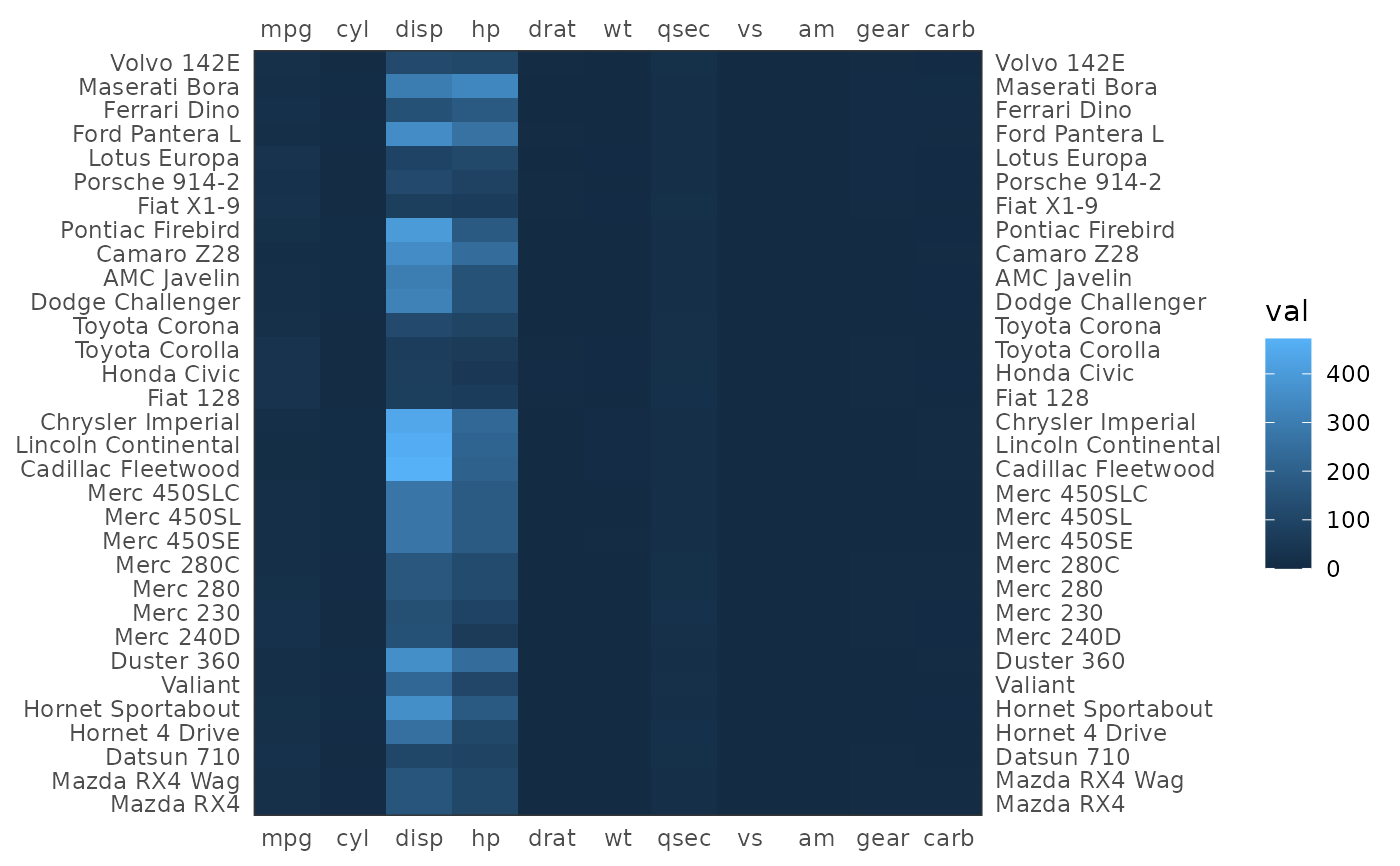 mpg cyl disp hp drat wt qsec vs am gear carb
Volvo 142E Volvo 142E
Maserati Bora Maserati Bora
Ferrari Dino Ferrari Dino
Ford Pantera L Ford Pantera L
Lotus Europa Lotus Europa
Porsche 914-2 Porsche 914-2
Fiat X1-9 Fiat X1-9
Pontiac Firebird Pontiac Firebird
Camaro Z28 Camaro Z28
AMC Javelin AMC Javelin
Dodge Challenger Dodge Challenger
Toyota Corona Toyota Corona
Toyota Corolla Toyota Corolla
Honda Civic Honda Civic
Fiat 128 Fiat 128
Chrysler Imperial Chrysler Imperial
Lincoln Continental Lincoln Continental
Cadillac Fleetwood Cadillac Fleetwood
Merc 450SLC Merc 450SLC
Merc 450SL Merc 450SL
Merc 450SE Merc 450SE
Merc 280C Merc 280C
Merc 280 Merc 280
Merc 230 Merc 230
Merc 240D Merc 240D
Duster 360 Duster 360
Valiant Valiant
Hornet Sportabout Hornet Sportabout
Hornet 4 Drive Hornet 4 Drive
Datsun 710 Datsun 710
Mazda RX4 Wag Mazda RX4 Wag
Mazda RX4 Mazda RX4
mpg cyl disp hp drat wt qsec vs am gear carb
val
400
300
200
100
0